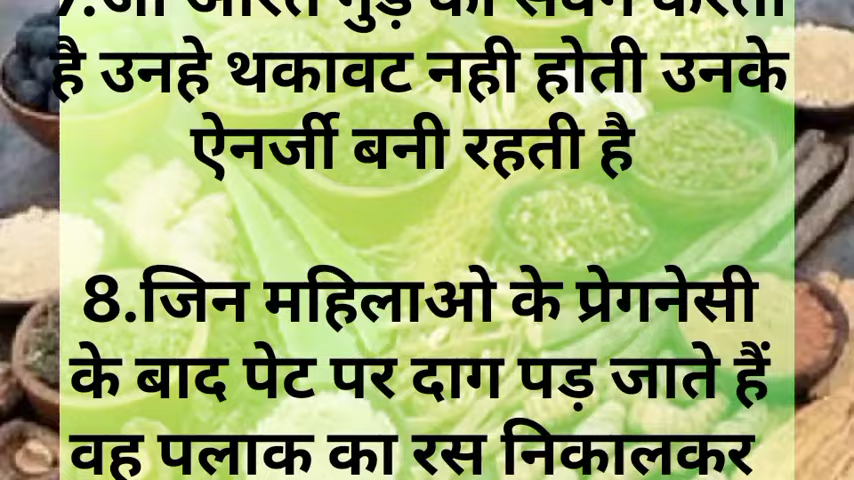 7.जो औरत गुड़ का सेवन करती
है उनहे थकावट नही होती उनके
ऐनर्जी बनी रहती है
8.जिन महिलाओ के प्रेगनेसी
के बाद पेट पर दाग पड़ जाते हैं
वह पलाक का रस निकालकर